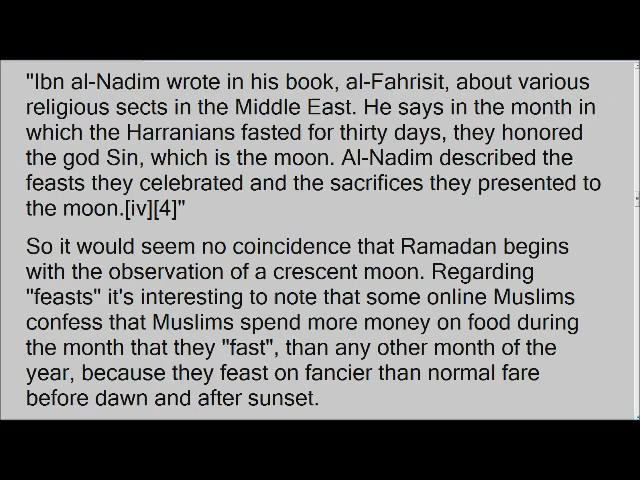 "Ibn al-Nadim wrote in his book, al-Fahrisit, about various
religious sects in the Middle East. He says in the month in
which the Harranians fasted for thirty days, they honored
the god Sin, which is the moon. Al-Nadim described the
feasts they celebrated and the sacrifices they presented to
the moon.[iv][4]"
So it would seem no coincidence that Ramadan begins
with the observation of a crescent moon. Regarding
"feasts" it's interesting to note that some online Muslims
confess that Muslims spend more money on food during
the month that they "fast", than any other month of the
year, because they feast on fancier than normal fare
before dawn and after sunset.